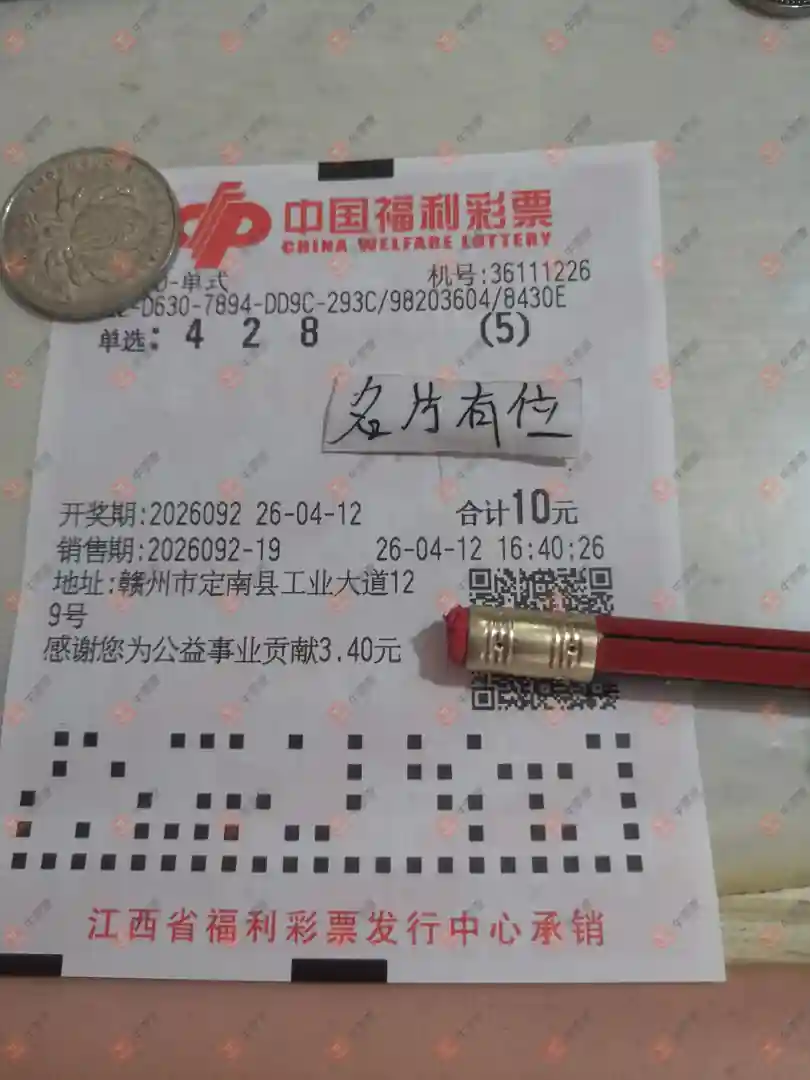 中国福利彩票
CHINA WELFARE LOTTERY
D-单式 机号:36111226
-D630-7894-DD9C-293C/98203604/8430E
单选: 4 2 8 (5)
名片有位
开奖期:2026092 26-04-12 合计10元
销售期:2026092-19 26-04-12 16:40:26
地址:赣州市定南县工业大道12
9号
感谢您为公益事业贡献3.40元
江西省福利彩票发行中心承销